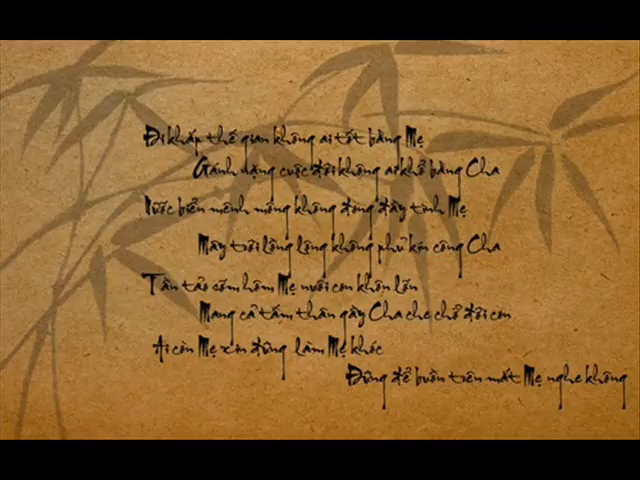 Đi khắp thế gian không ai tốt bằng Mẹ
Gánh nặng cuộc đời không ai khổ bằng Cha
Nước biển mênh mông không đong đầy tình Mẹ
Mây trời lồng lộng không phủ kín công Cha
Tần tảo sớm hôm Mẹ nuôi con khôn lớn
Mang cả tấm thân gầy Cha che chở đời con
Ai còn Mẹ xin đừng làm Mẹ khóc
Đừng để buồn trên mắt Mẹ nghe không